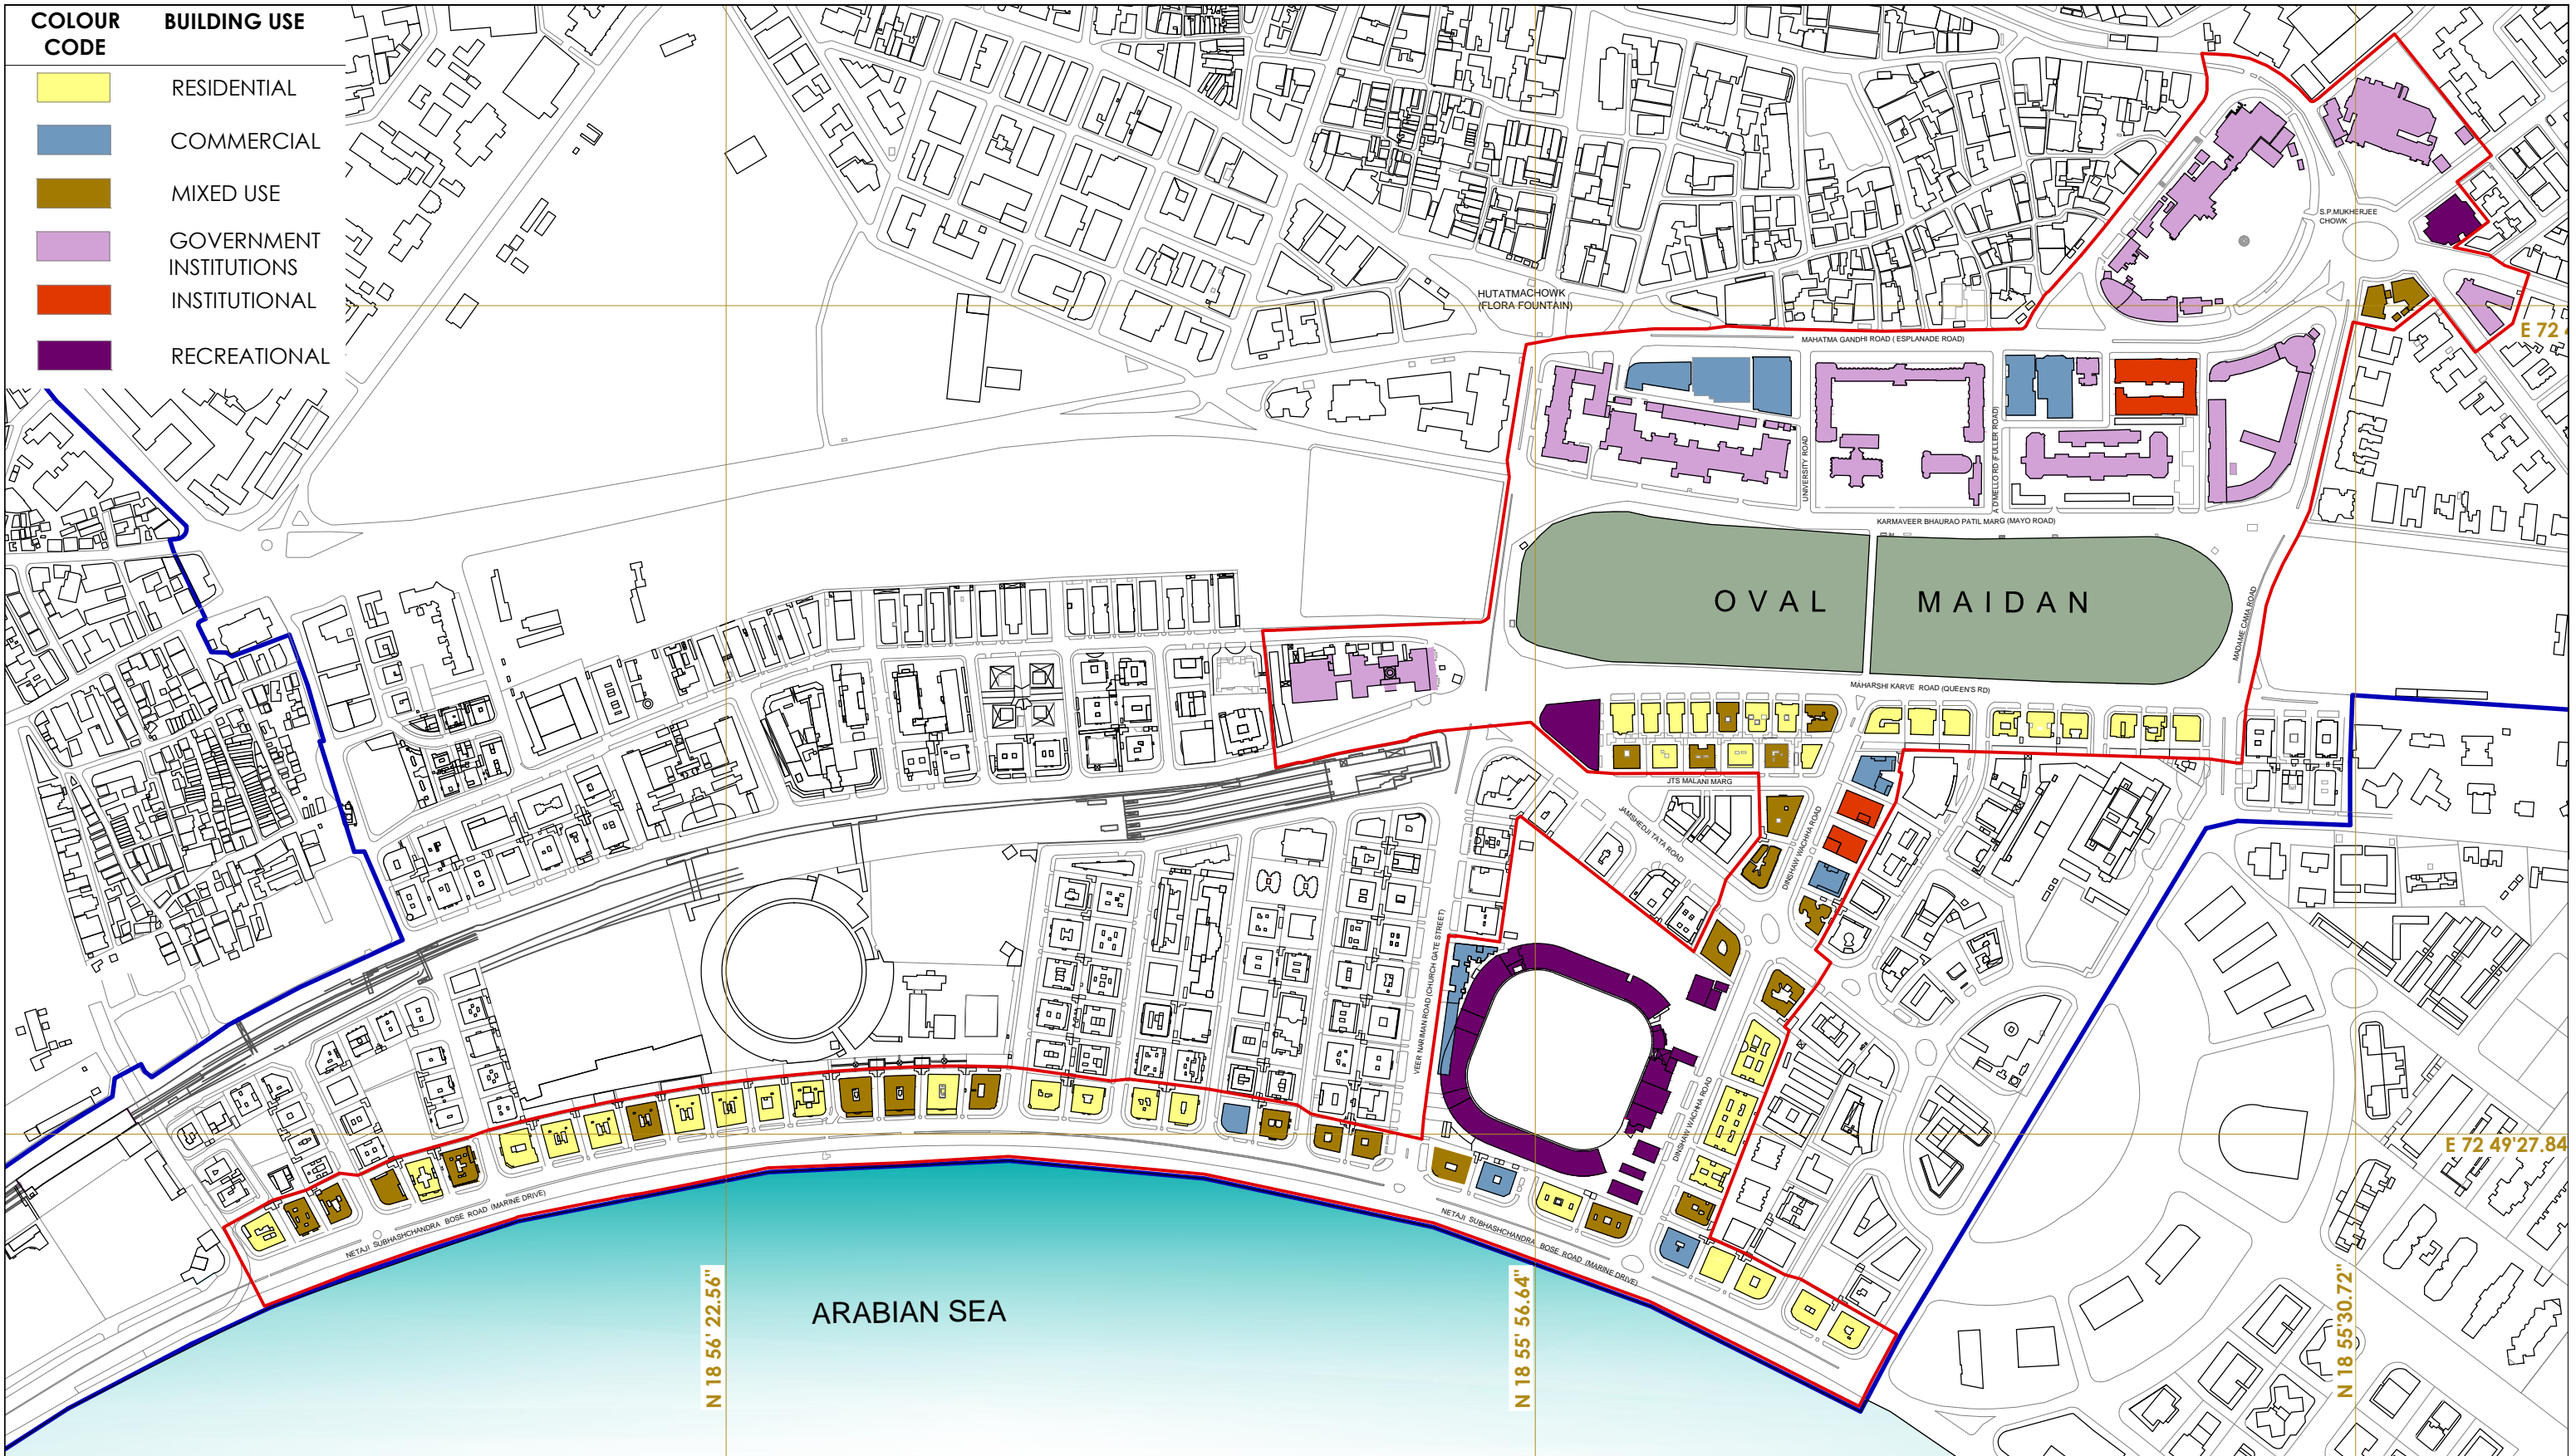 COLOUR CODE
BUILDING USE
RESIDENTIAL
COMMERCIAL
MIXED USE
GOVERNMENT
INSTITUTIONS
INSTITUTIONAL
RECREATIONAL
S.P.MUKHERJEE
CHOWK
HUTATMACHOWK
(FLORA FOUNTAIN)
E 72
MAHATMA GANDHI ROAD ( ESPLANADE ROAD)
UNIVERSITY ROAD
A D MELLO RD (FULLER ROAD)
KARMAVEER BHAURAO PATIL MARG (MAYO ROAD)
OVAL MAIDAN
MADAME CAMA ROAD
MAHARSHI KARVE ROAD (QUEEN'S RD)
JTS MALANI MARG
JAMSHEDJI TATA ROAD
DINSHAW WACHHA ROAD
VEER NARIMAN ROAD (CHURCH GATE STREET)
DINSHAW WACHHA ROAD
E 72 49'27.84
NETAJI SUBHASHCHANDRA BOSE ROAD (MARINE DRIVE)
NETAJI SUBHASHCHANDRA BOSE ROAD (MARINE DRIVE)
ARABIAN SEA
N 18 56' 22.56"
N 18 55' 56.64"
N 18 55'30.72"